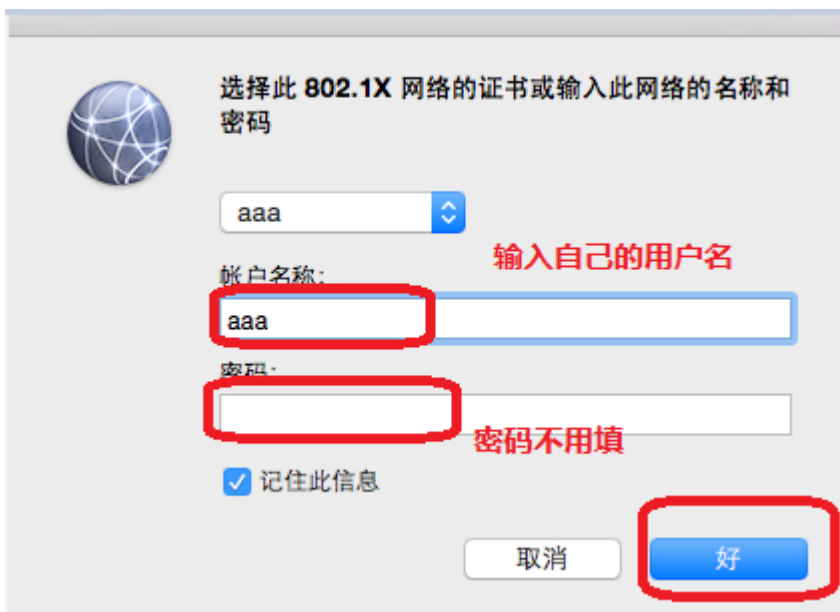 选择此 802.1X 网络的证书或输入此网络的名称和
密码
aaa
输入自己的用户名
帐户名称:
aaa
密码:
密码不用填
记住此信息
取消
好